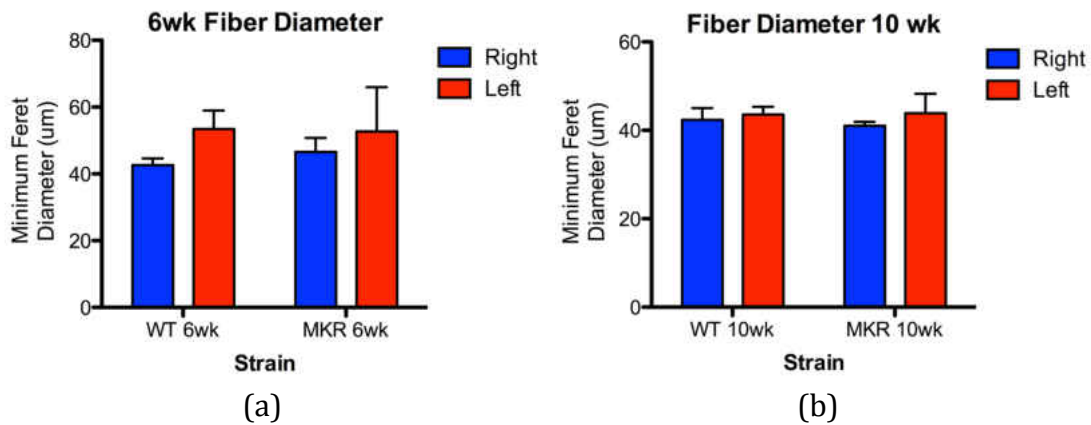 6wk Fiber Diameter
80
60
40
20
0
Minimum Feret
Diameter (um)
WT 6wk
MKR 6wk
Strain
Right
Left
(a)
Fiber Diameter 10 wk
60
40
20
0
Minimum Feret
Diameter (um)
WT 10wk
MKR 10wk
Strain
Right
Left
(b)